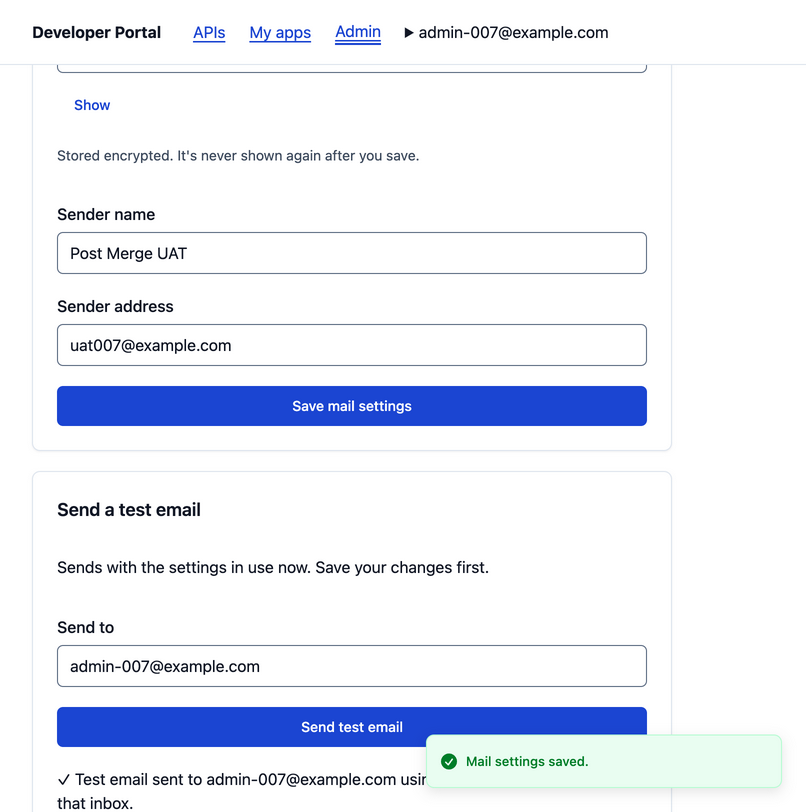 Developer Portal APIs My apps Admin ▶ admin-007@example.com
Show
Stored encrypted. It's never shown again after you save.
Sender name
Post Merge UAT
Sender address
uat007@example.com
Save mail settings
Send a test email
Sends with the settings in use now. Save your changes first.
Send to
admin-007@example.com
Send test email
Mail settings saved.
✓ Test email sent to admin-007@example.com
that inbox.